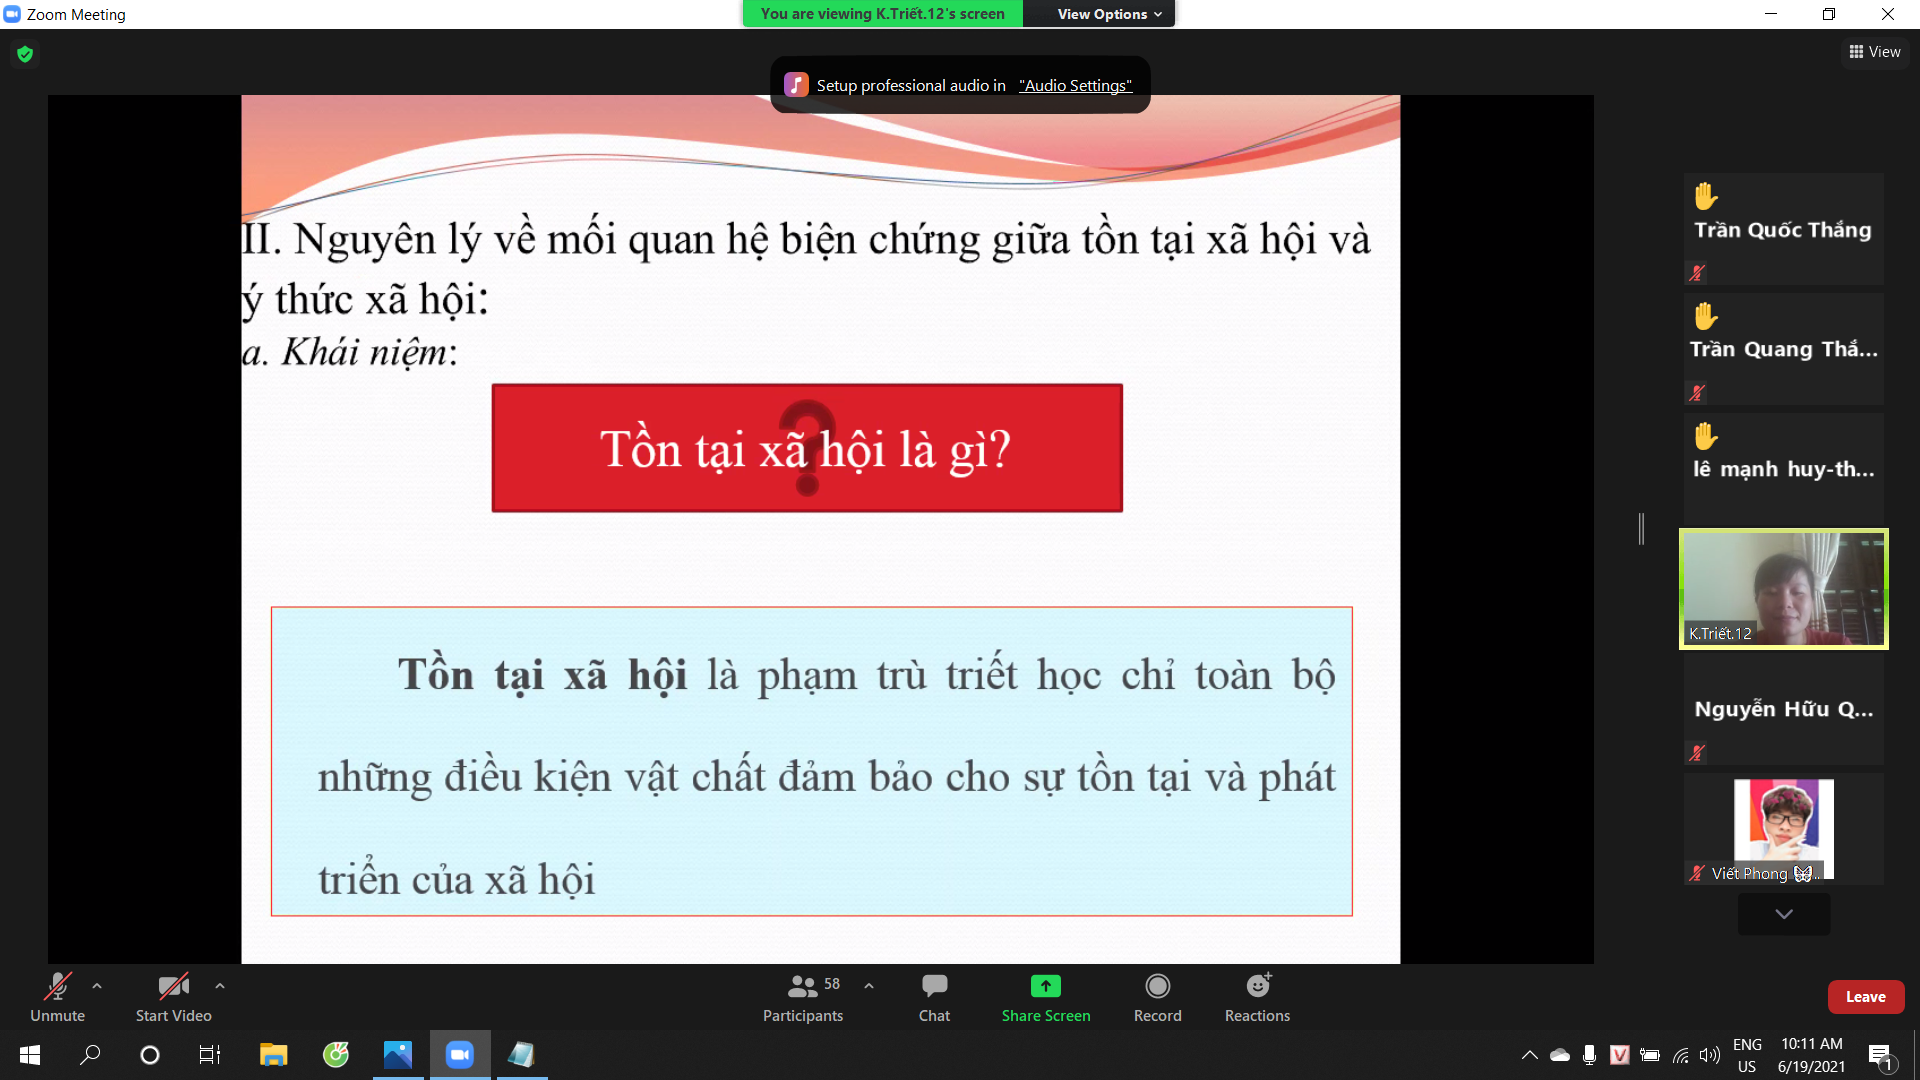 Zoom Meeting
You are viewing K.Triết.12's screen
View Options
View
Setup professional audio in "Audio Settings"
II. Nguyên lý về mối quan hệ biện chứng giữa tồn tại xã hội và
ý thức xã hội:
a. Khái niệm:
?
Tồn tại xã hội là gì?
Tồn tại xã hội là phạm trù triết học chỉ toàn bộ
những điều kiện vật chất đảm bảo cho sự tồn tại và phát
triển của xã hội
Trần Quốc Thắng
Trần Quang Thắ...
lê mạnh huy-th...
K.Triết.12
Nguyễn Hữu Q...
Viết Phong
Unmute
Start Video
58
Participants
Chat
Share Screen
Record
Reactions
Leave
V
ENG
US
10:11 AM
6/19/2021
1